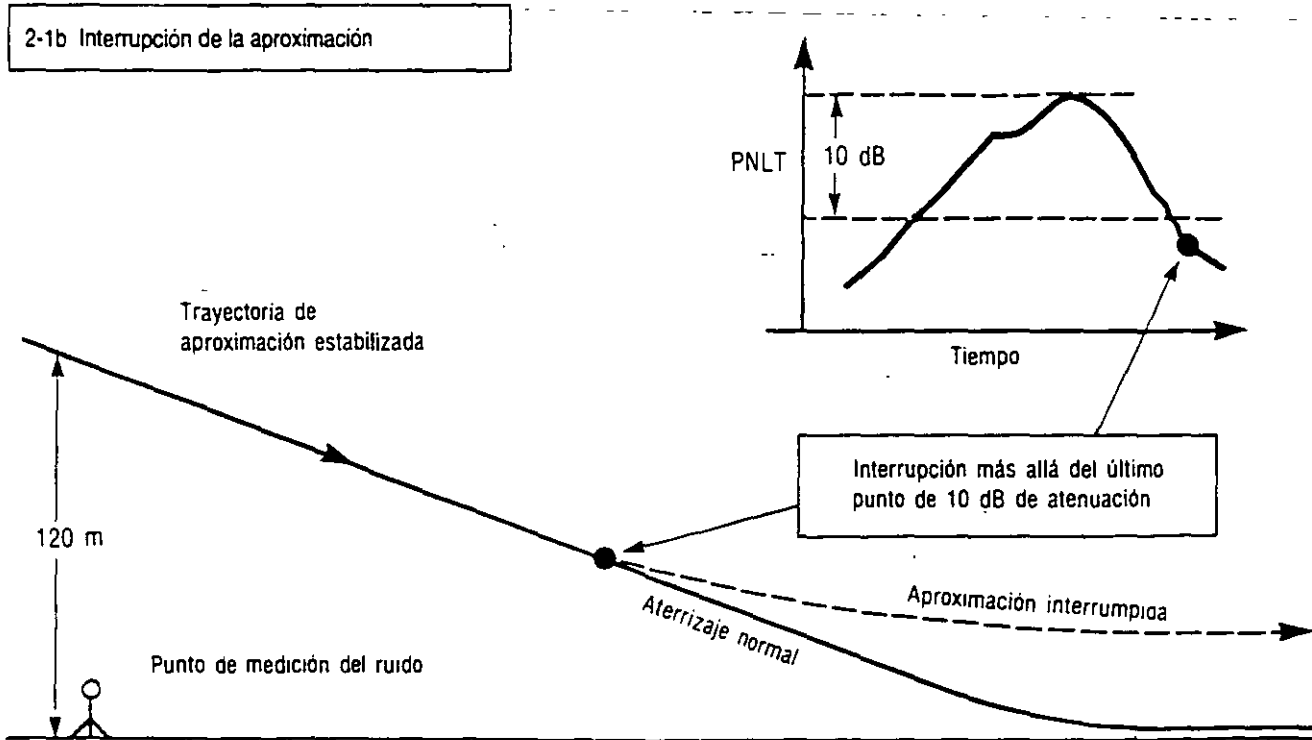 2-1b Interrupción de la aproximación
PNLT
10 dB
Tiempo
Trayectoria de
aproximación estabilizada
Interrupción más allá del último
punto de 10 dB de atenuación
120 m
Aproximación interrumpida
Aterrizaje normal
Punto de medición del ruido